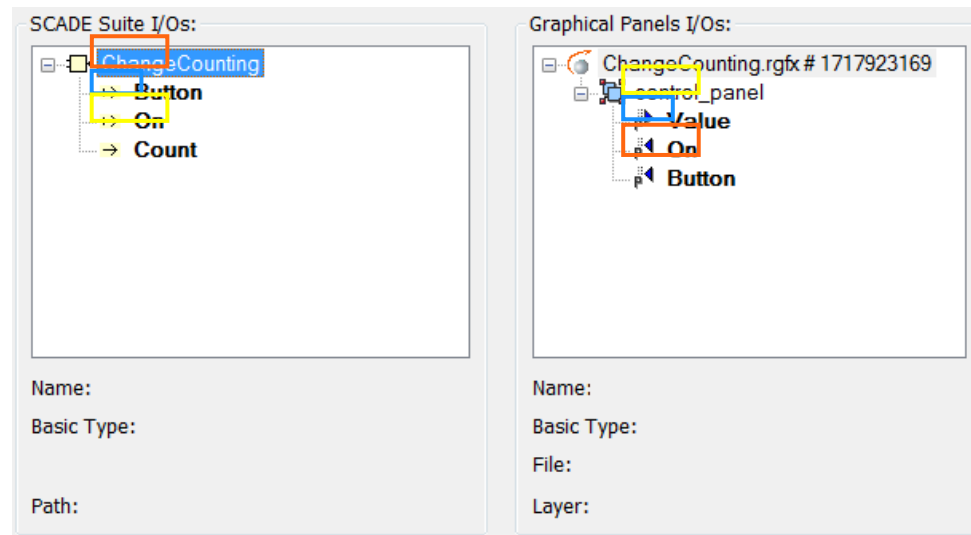 SCADE Suite I/Os:
ChangeCounting
Button
On
Count
Name:
Basic Type:
Path:
Graphical Panels I/Os:
ChangeCounting.rgfx # 1717923169
control_panel
Value
On
Button
Name:
Basic Type:
File:
Layer: